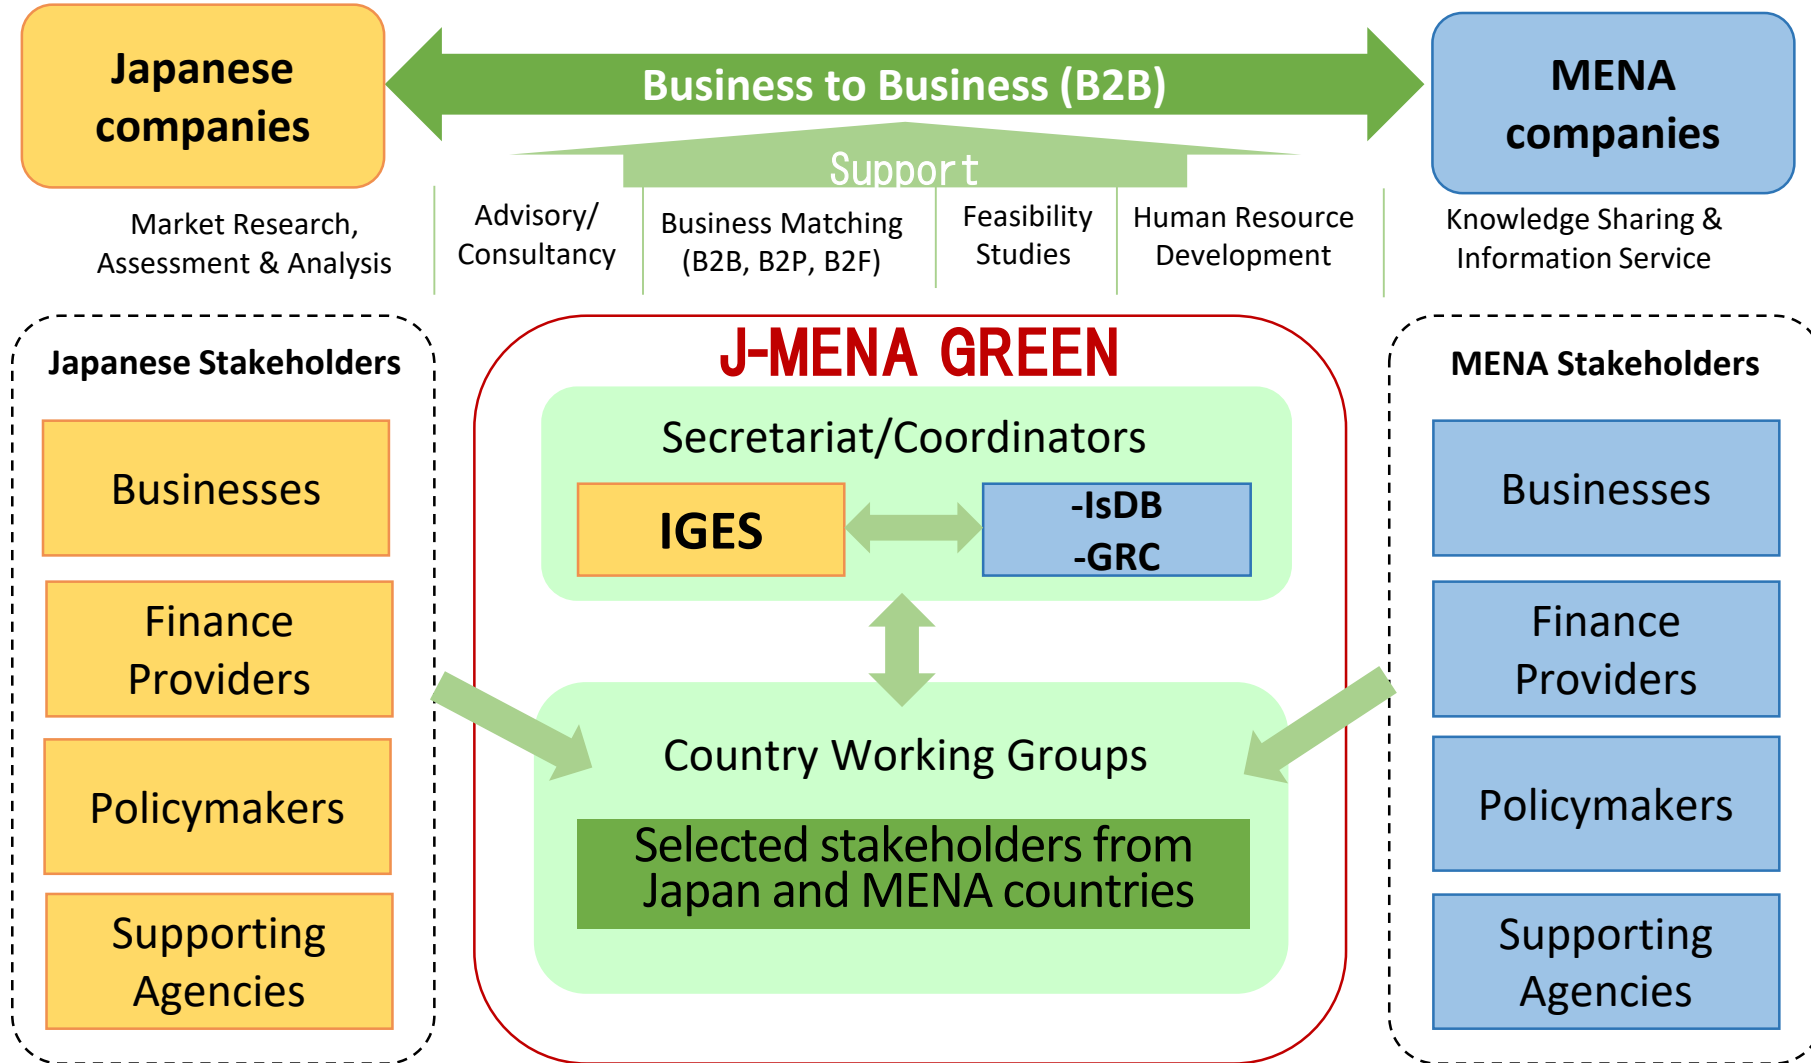 Japanese
companies
Business to Business (B2B)
MENA
companies
Support
Market Research,
Assessment & Analysis
Advisory/
Consultancy
Business Matching
(B2B, B2P, B2F)
Feasibility
Studies
Human Resource
Development
Knowledge Sharing &
Information Service
Japanese Stakeholders
Businesses
Finance
Providers
Policymakers
Supporting
Agencies
J-MENA GREEN
Secretariat/Coordinators
IGES
-IsDB
-GRC
Country Working Groups
Selected stakeholders from
Japan and MENA countries
MENA Stakeholders
Businesses
Finance
Providers
Policymakers
Supporting
Agencies